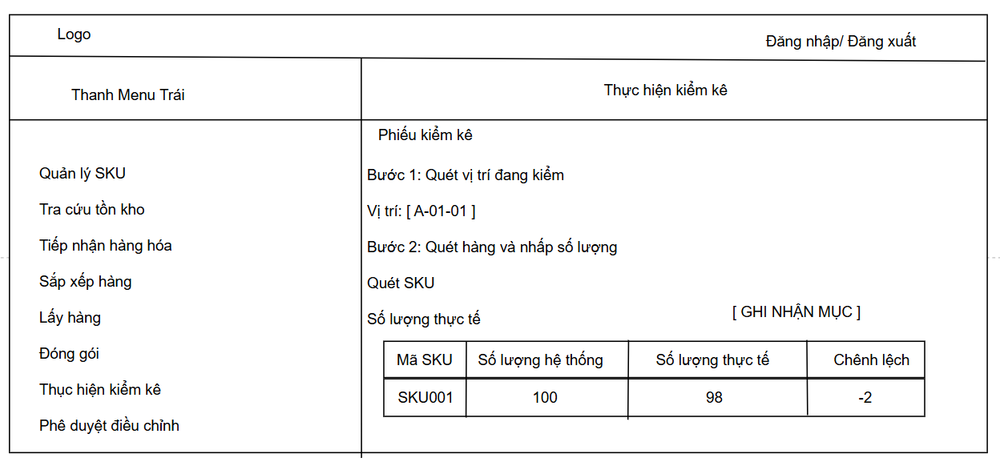 Logo
Đăng nhập/ Đăng xuất
Thanh Menu Trái
Thực hiện kiểm kê
Quản lý SKU
Tra cứu tồn kho
Tiếp nhận hàng hóa
Sắp xếp hàng
Lấy hàng
Đóng gói
Thục hiện kiểm kê
Phê duyệt điều chỉnh
Phiếu kiểm kê
Bước 1: Quét vị trí đang kiểm
Vị trí: [ A-01-01 ]
Bước 2: Quét hàng và nhấp số lượng
Quét SKU
Số lượng thực tế
[ GHI NHẬN MỤC ]
Mã SKU Số lượng hệ thống Số lượng thực tế Chênh lệch
SKU001 100 98 -2